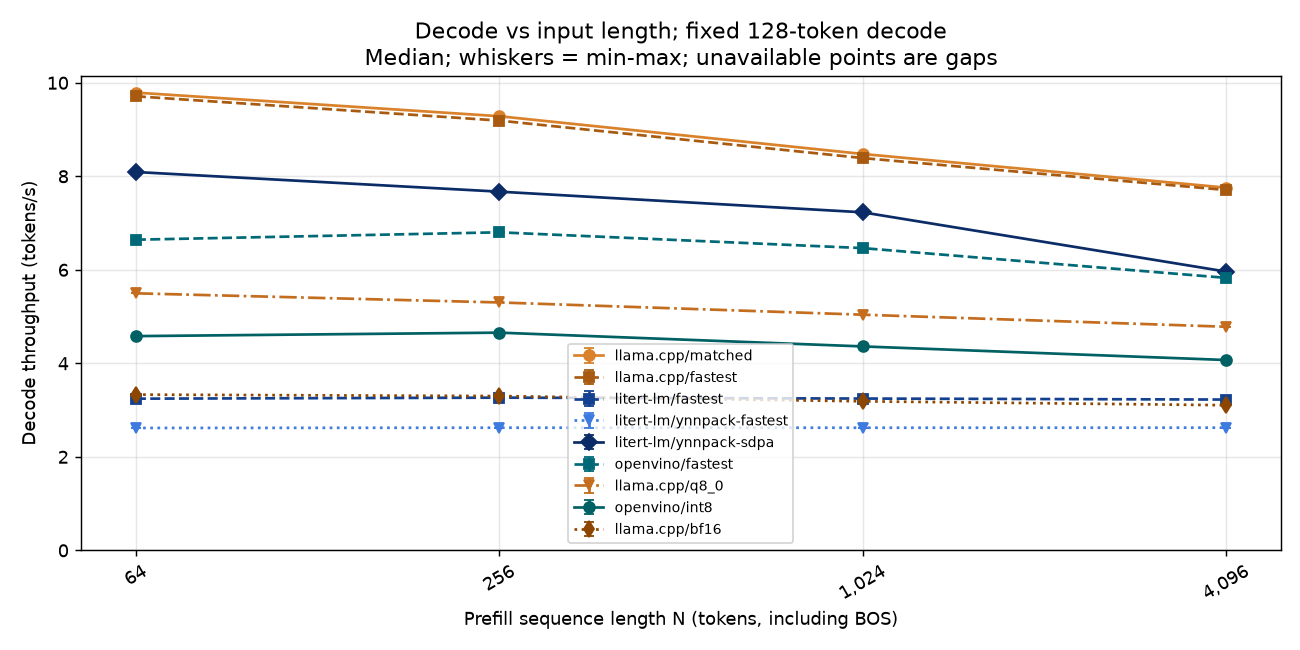 Decode vs input length; fixed 128-token decode
Median; whiskers = min-max; unavailable points are gaps
Decode throughput (tokens/s)
10
8
6
4
2
0
llama.cpp/matched
llama.cpp/fastest
litert-lm/fastest
litert-lm/ynnpack-fastest
litert-lm/ynnpack-sdpa
openvino/fastest
llama.cpp/q8_0
openvino/int8
llama.cpp/bf16
64
256
1,024
4,096
Prefill sequence length N (tokens, including BOS)